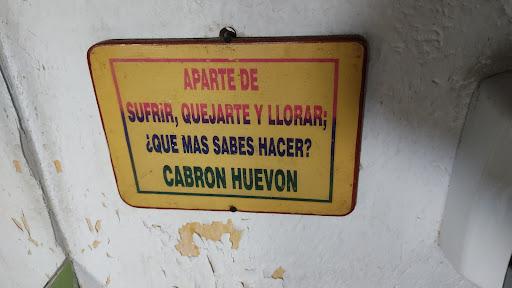 APARTE DE
SUFRiR, QUEJARTE Y LLORAR;
¿QUE MAS SABES HACER?
CABRON HUEVON